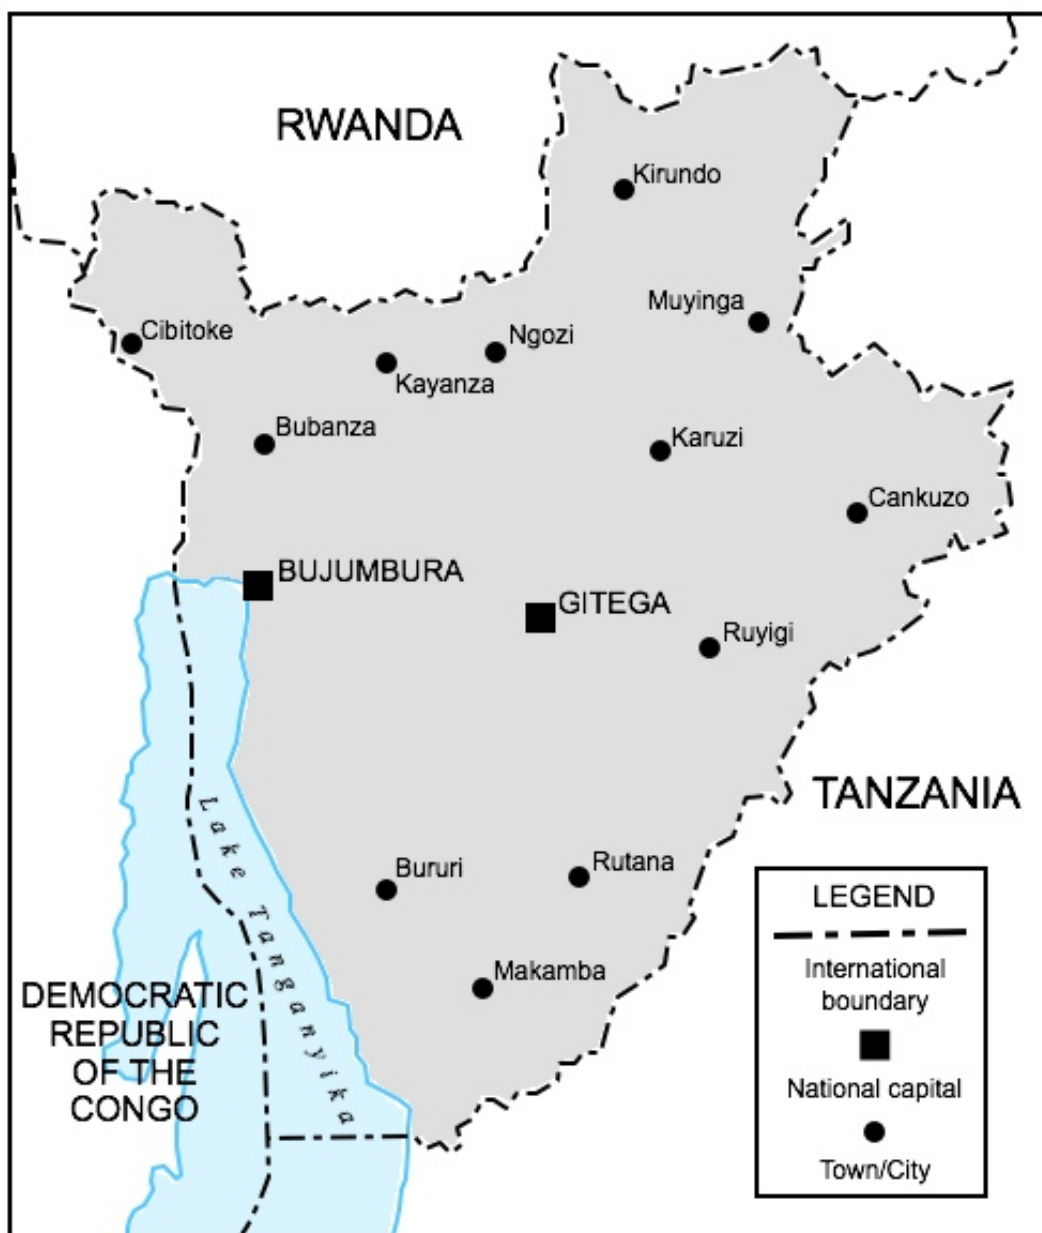 RWANDA
Kirundo
Muyinga
Cibitoke
Ngozi
Kayanza
Bubanza
Karuzi
Cankuzo
BUJUMBURA
GITEGA
Ruyigi
TANZANIA
Lake Tanganyika
Bururi
Rutana
Makamba
DEMOCRATIC
REPUBLIC
OF THE
CONGO
LEGEND
International
boundary
National capital
Town/City